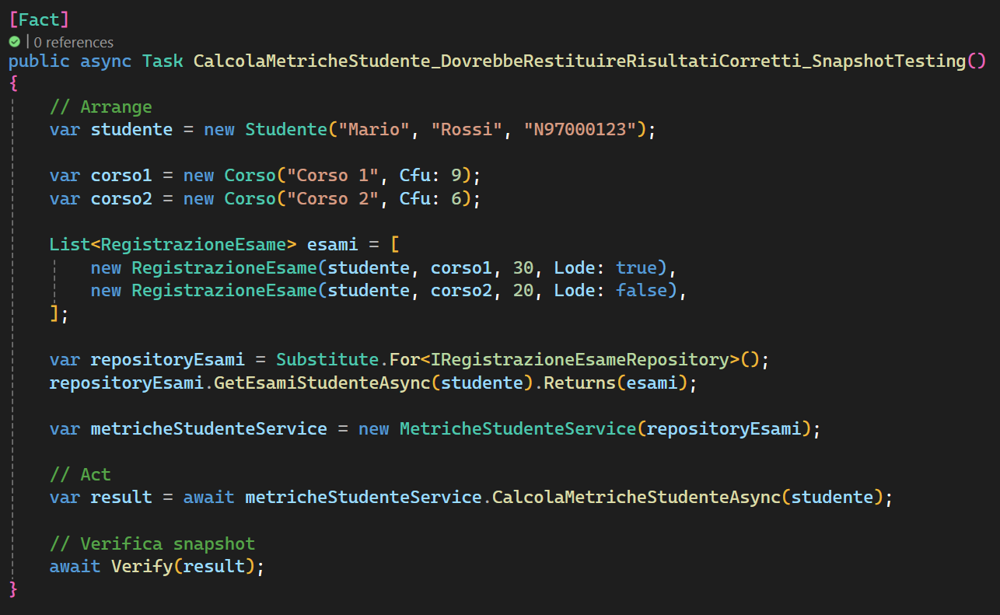 [Fact]
| 0 references
public async Task CalcolaMetricheStudente_DovrebbeRestituireRisultatiCorretti_SnapshotTesting()
{
    // Arrange
    var studente = new Studente("Mario", "Rossi", "N97000123");
    var corso1 = new Corso("Corso 1", Cfu: 9);
    var corso2 = new Corso("Corso 2", Cfu: 6);
    List<RegistrazioneEsame> esami = [
        new RegistrazioneEsame(studente, corso1, 30, Lode: true),
        new RegistrazioneEsame(studente, corso2, 20, Lode: false),
    ];
    var repositoryEsami = Substitute.For<IRegistrazioneEsameRepository>();
    repositoryEsami.GetEsamiStudenteAsync(studente).Returns(esami);
    var metricheStudenteService = new MetricheStudenteService(repositoryEsami);
    // Act
    var result = await metricheStudenteService.CalcolaMetricheStudenteAsync(studente);
    // Verifica snapshot
    await Verify(result);
}